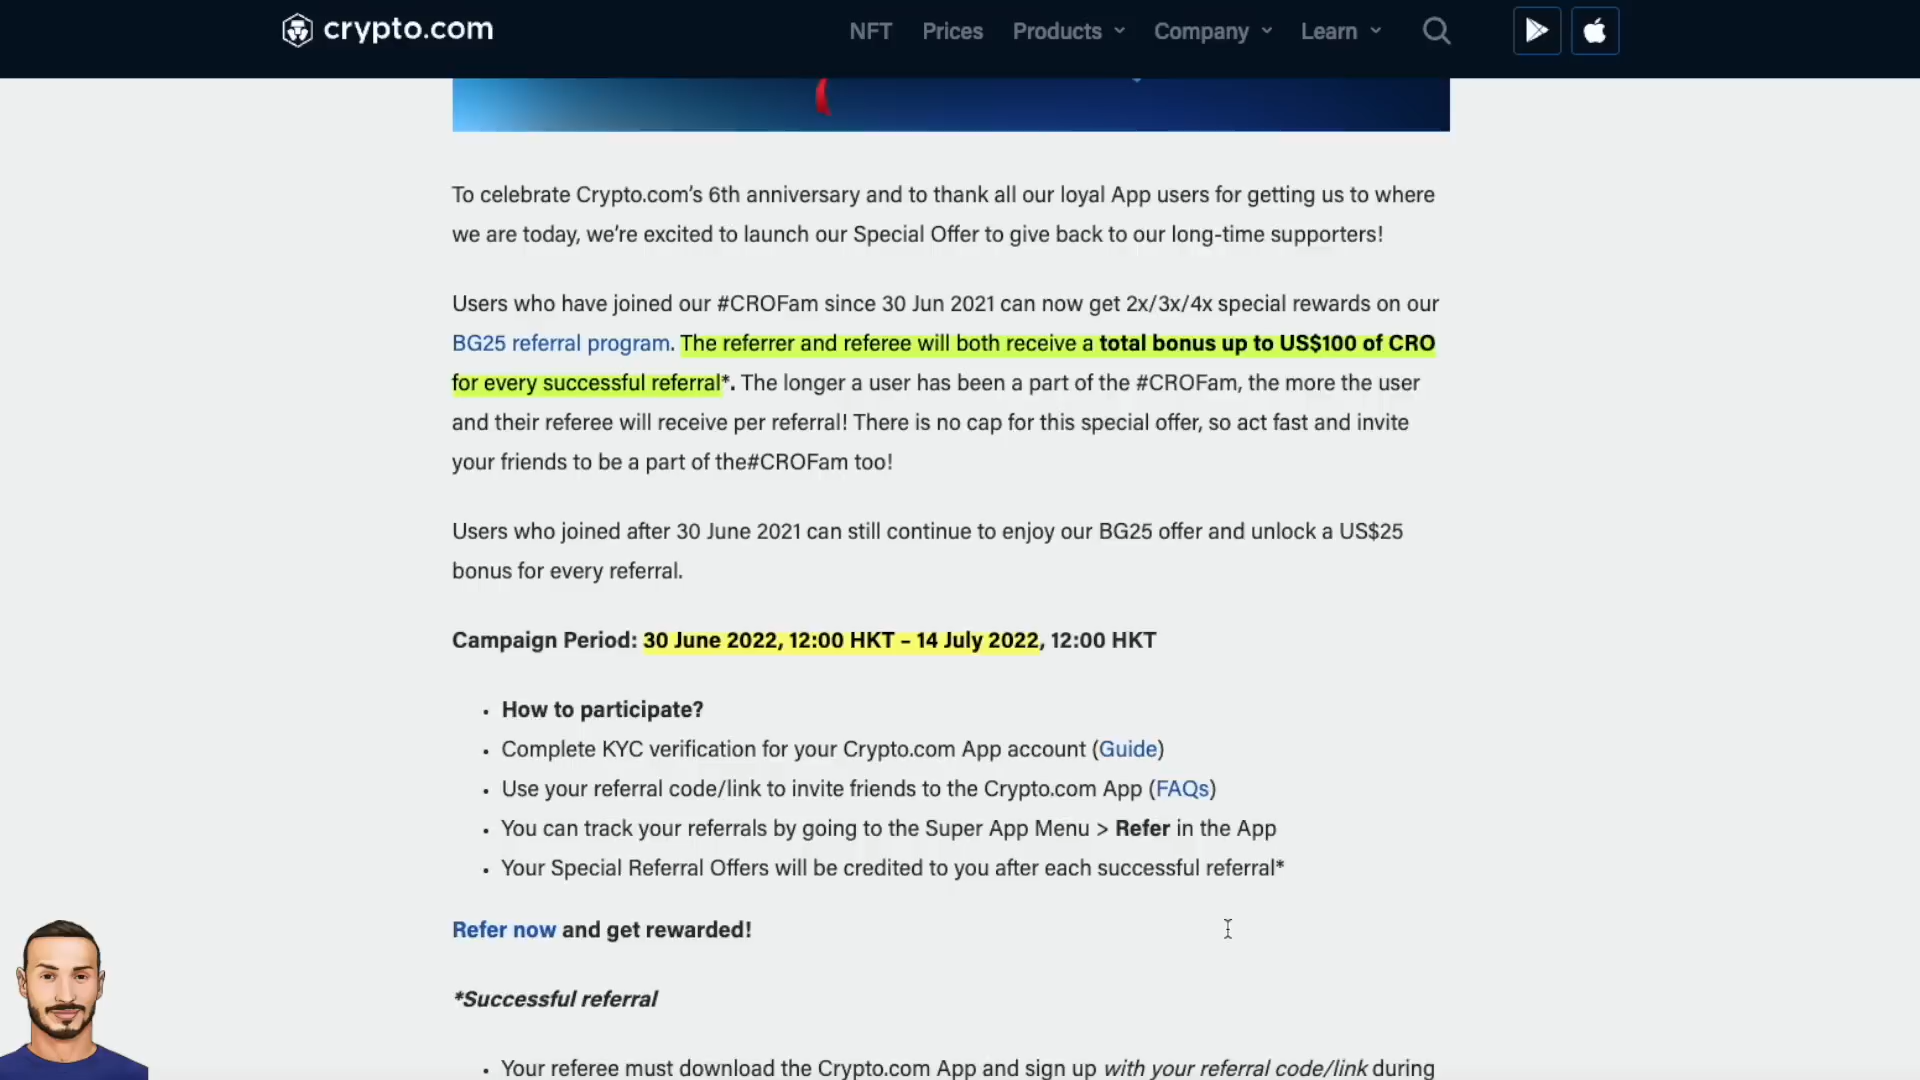 crypto.com
NFT Prices Products Company Learn
To celebrate Crypto.com’s 6th anniversary and to thank all our loyal App users for getting us to where
we are today, we’re excited to launch our Special Offer to give back to our long-time supporters!
Users who have joined our #CROFam since 30 Jun 2021 can now get 2x/3x/4x special rewards on our
BG25 referral program. The referrer and referee will both receive a total bonus up to US$100 of CRO
for every successful referral*. The longer a user has been a part of the #CROFam, the more the user
and their referee will receive per referral! There is no cap for this special offer, so act fast and invite
your friends to be a part of the#CROFam too!
Users who joined after 30 June 2021 can still continue to enjoy our BG25 offer and unlock a US$25
bonus for every referral.
Campaign Period: 30 June 2022, 12:00 HKT – 14 July 2022, 12:00 HKT
• How to participate?
• Complete KYC verification for your Crypto.com App account (Guide)
• Use your referral code/link to invite friends to the Crypto.com App (FAQs)
• You can track your referrals by going to the Super App Menu > Refer in the App
• Your Special Referral Offers will be credited to you after each successful referral*
Refer now and get rewarded!
*Successful referral
• Your referee must download the Crypto.com App and sign up with your referral code/link during